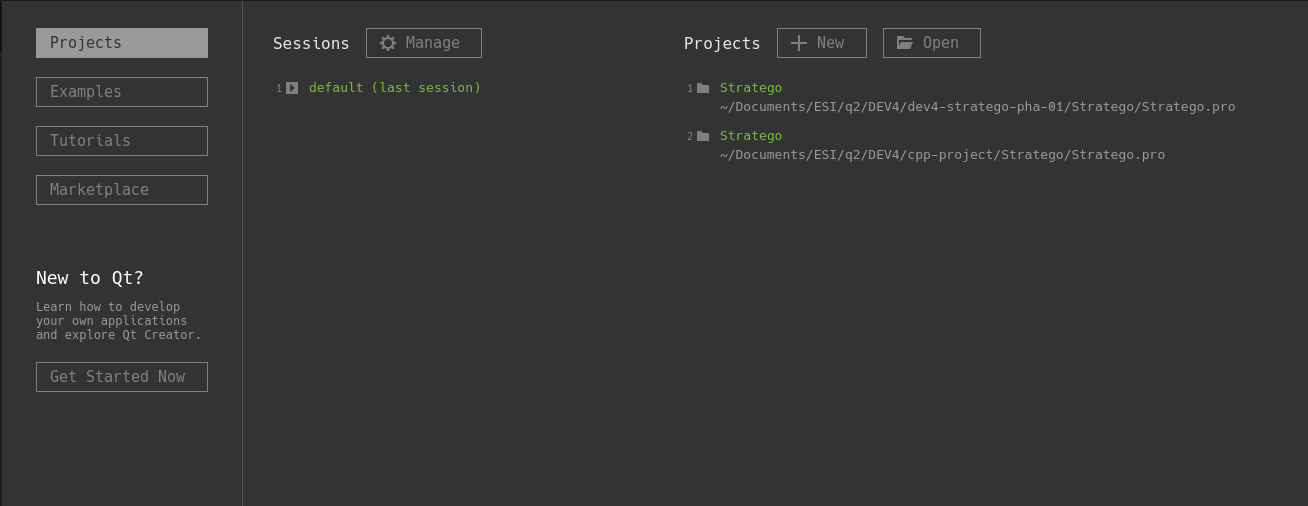 Projects
Examples
Tutorials
Marketplace
New to Qt?
Learn how to develop
your own applications
and explore Qt Creator.
Get Started Now
Sessions Manage
1 default (last session)
Projects New Open
1 Stratego
~/Documents/ESI/q2/DEV4/dev4-stratego-pha-01/Stratego/Stratego.pro
2 Stratego
~/Documents/ESI/q2/DEV4/cpp-project/Stratego/Stratego.pro